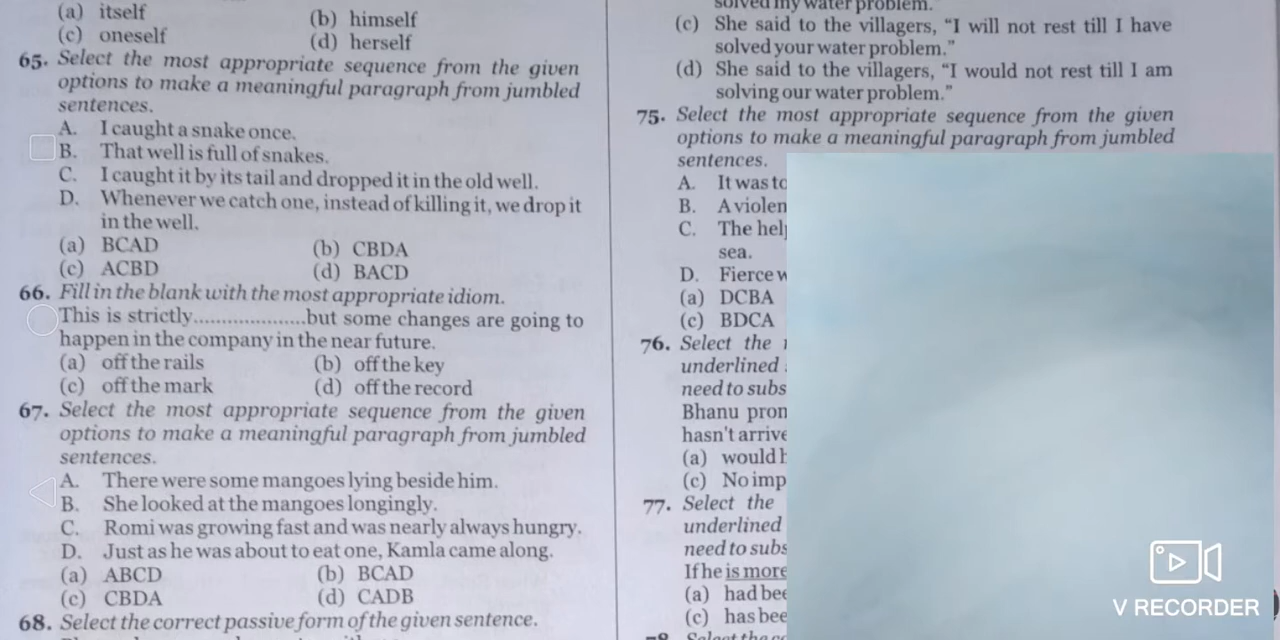 (a) itself (b) himself
(c) oneself (d) herself
65. Select the most appropriate sequence from the given
options to make a meaningful paragraph from jumbled
sentences.
A. I caught a snake once.
B. That well is full of snakes.
C. I caught it by its tail and dropped it in the old well.
D. Whenever we catch one, instead of killing it, we drop it
in the well.
(a) BCAD (b) CBDA
(c) ACBD (d) BACD
66. Fill in the blank with the most appropriate idiom.
This is strictly.....................but some changes are going to
happen in the company in the near future.
(a) off the rails (b) off the key
(c) off the mark (d) off the record
67. Select the most appropriate sequence from the given
options to make a meaningful paragraph from jumbled
sentences.
A. There were some mangoes lying beside him.
B. She looked at the mangoes longingly.
C. Romi was growing fast and was nearly always hungry.
D. Just as he was about to eat one, Kamla came along.
(a) ABCD (b) BCAD
(c) CBDA (d) CADB
68. Select the correct passive form of the given sentence.
solved my water problem."
(c) She said to the villagers, "I will not rest till I have
solved your water problem."
(d) She said to the villagers, "I would not rest till I am
solving our water problem."
75. Select the most appropriate sequence from the given
options to make a meaningful paragraph from jumbled
sentences.
A. It was to
B. A violen
C. The hel
sea.
D. Fierce w
(a) DCBA
(c) BDCA
76. Select the
underlined
need to subs
Bhanu pron
hasn't arrive
(a) would h
(c) No imp
77. Select the
underlined
need to subs
If he is more
(a) had bee
(c) has bee
V RECORDER